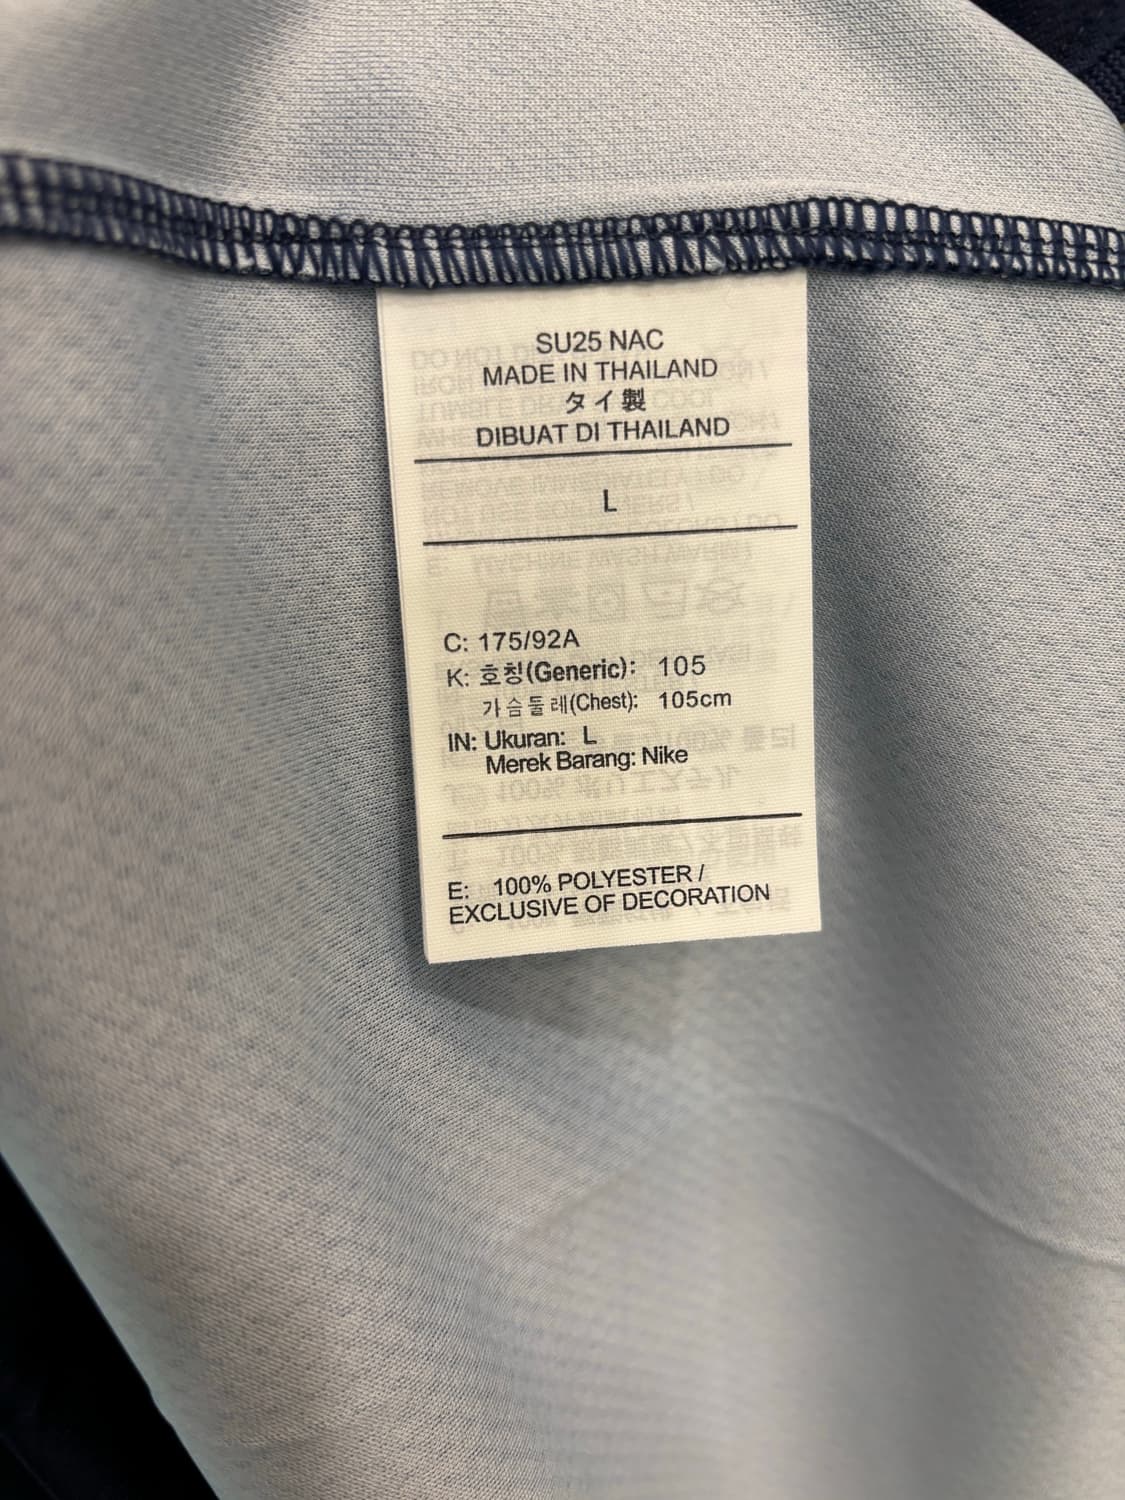 SU25 NAC
MADE IN THAILAND
タイ製
DIBUAT DI THAILAND
L
C: 175/92A
K: 호칭(Generic): 105
가슴둘레(Chest): 105cm
IN: Ukuran: L
Merek Barang: Nike
E: 100% POLYESTER /
EXCLUSIVE OF DECORATION